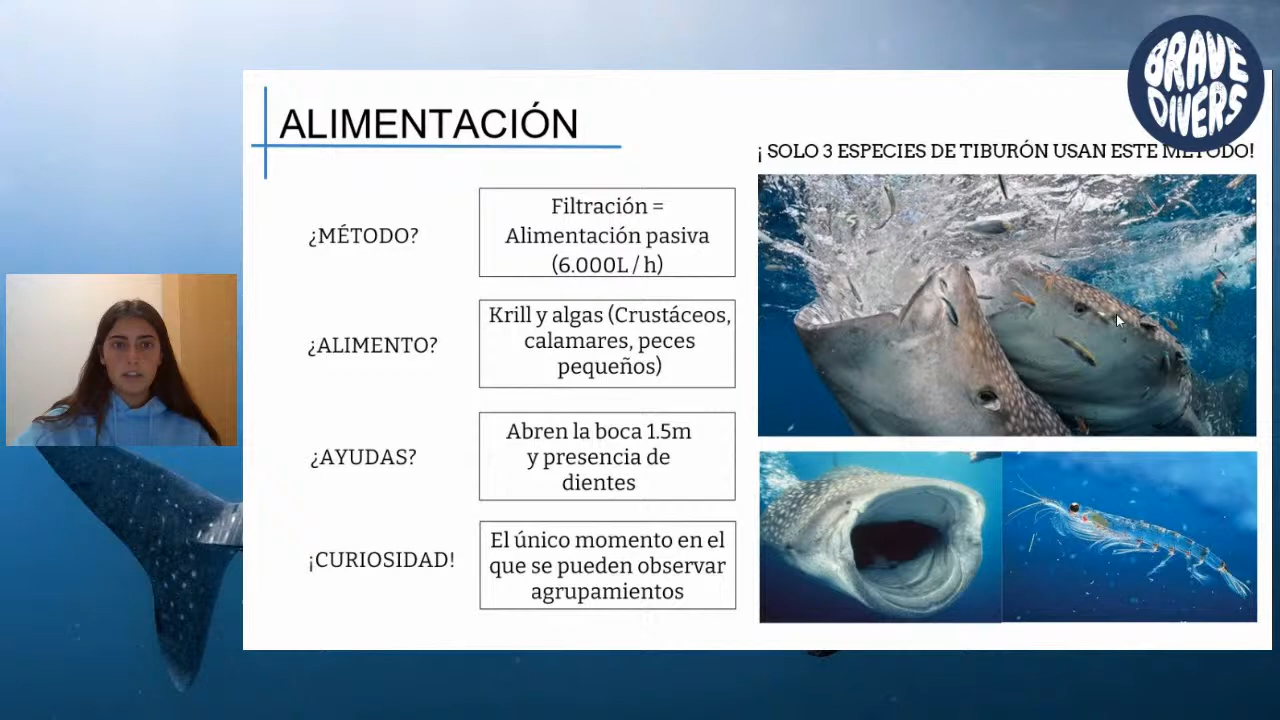 BRAVE
DIVERS
ALIMENTACIÓN
¡ SOLO 3 ESPECIES DE TIBURÓN USAN ESTE MÉTODO!
¿MÉTODO?
Filtración =
Alimentación pasiva
(6.000L / h)
¿ALIMENTO?
Krill y algas (Crustáceos,
calamares, peces
pequeños)
¿AYUDAS?
Abren la boca 1.5m
y presencia de
dientes
¡CURIOSIDAD!
El único momento en el
que se pueden observar
agrupamientos